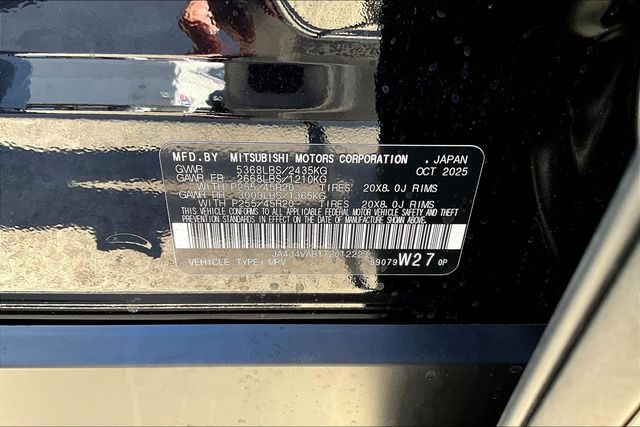 MFD.BY MITSUBISHI MOTORS CORPORATION , JAPAN
GVWR 5368LBS/2435KG OCT 2025
GAWR FR 2668LBS/1210KG
WITH P255/45R20 TIRES 20X8.0J RIMS
GAWR RR 3009LBS/1365KG
WITH P255/45R20 TIRES 20X8.0J RIMS
THIS VEHICLE CONFORMS TO ALL APPLICABLE FEDERAL MOTOR VEHICLE SAFETY AND THEFT
PREVENTION STANDARDS IN EFFECT ON THE DATE OF MANUFACTURE SHOWN ABOVE.
VEHICLE TYPE: MPV 99079 W27 0P